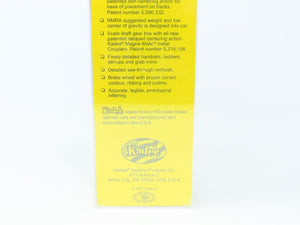 patented self-centering action for
ease of placement on tracks.
Patent number 5,090,332
NMRA suggested weight and low
center of gravity is designed into car.
Scale draft gear box with all new
patented delayed centering action
Kadee® Magne-Matic® metal
Couplers. Patent number 5,316,158
Finely detailed handrails, ladders,
stirrups and grab irons
Detailed see-through roofwalk.
Brake wheel with proper curved
contour, ribbing and outline.
Accurate, legible, prototypical
lettering.
Kadee ready-to-run HO-scale model
railroad cars are manufactured and
assembled in the U.S.A.
Kadee
Kadee® Quality Products Co.
673 Avenue C
White City, OR 97503-1078 U.S.A.